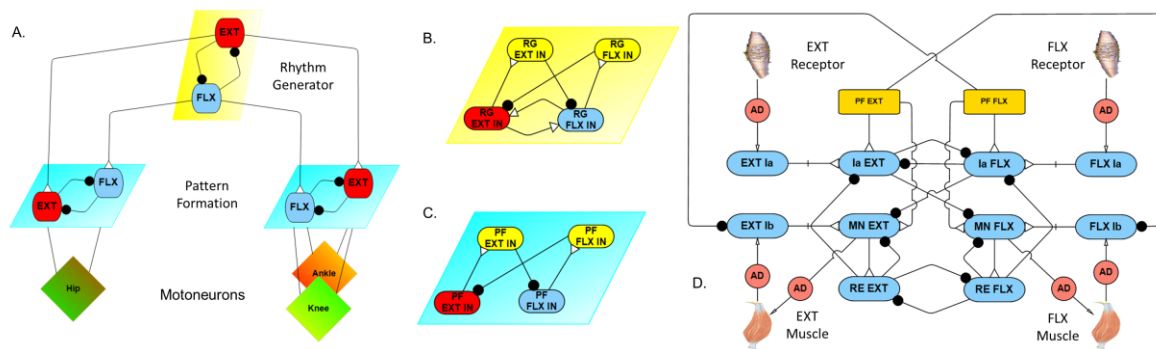 A.
EXT
Rhythm
Generator
FLX
FLX
EXT
Pattern
Formation
EXT
FLX
Hip
Motoneurons
Ankle
Knee
B.
RG
EXT IN
RG
FLX IN
RG
EXT IN
RG
FLX IN
C.
PF
EXT IN
PF
FLX IN
PF
EXT IN
PF
FLX IN
D.
EXT
Receptor
FLX
Receptor
AD
PF EXT
PF FLX
AD
EXT Ia
Ia EXT
Ia FLX
FLX Ia
EXT Ib
MN EXT
MN FLX
FLX Ib
AD
AD
RE EXT
RE FLX
AD
AD
EXT
Muscle
FLX
Muscle